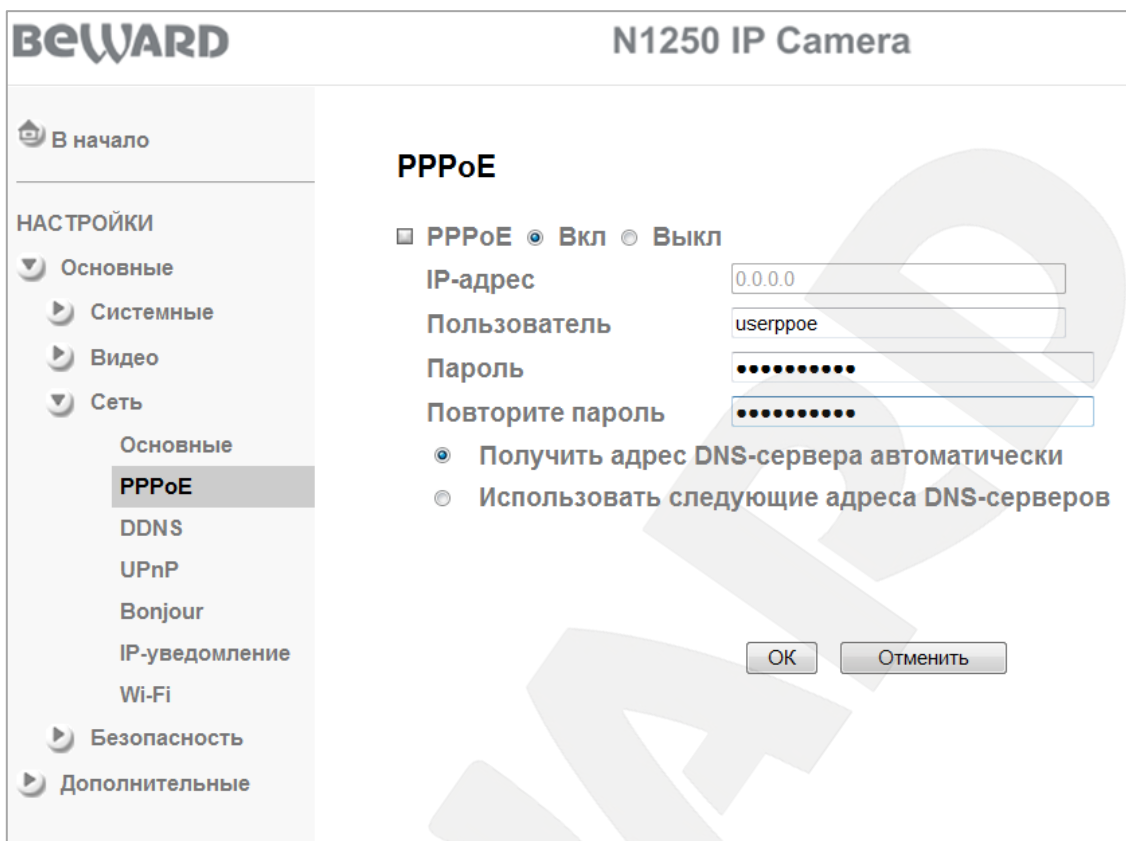 BEWARD
N1250 IP Camera
В начало
НАСТРОЙКИ
Основные
Системные
Видео
Сеть
Основные
PPPoE
DDNS
UPnP
Bonjour
IP-уведомление
Wi-Fi
Безопасность
Дополнительные
PPPoE
PPPoE Вкл Выкл
IP-адрес 0.0.0.0
Пользователь userppoe
Пароль ••••••••••
Повторите пароль ••••••••••
Получить адрес DNS-сервера автоматически
Использовать следующие адреса DNS-серверов
ОК Отменить